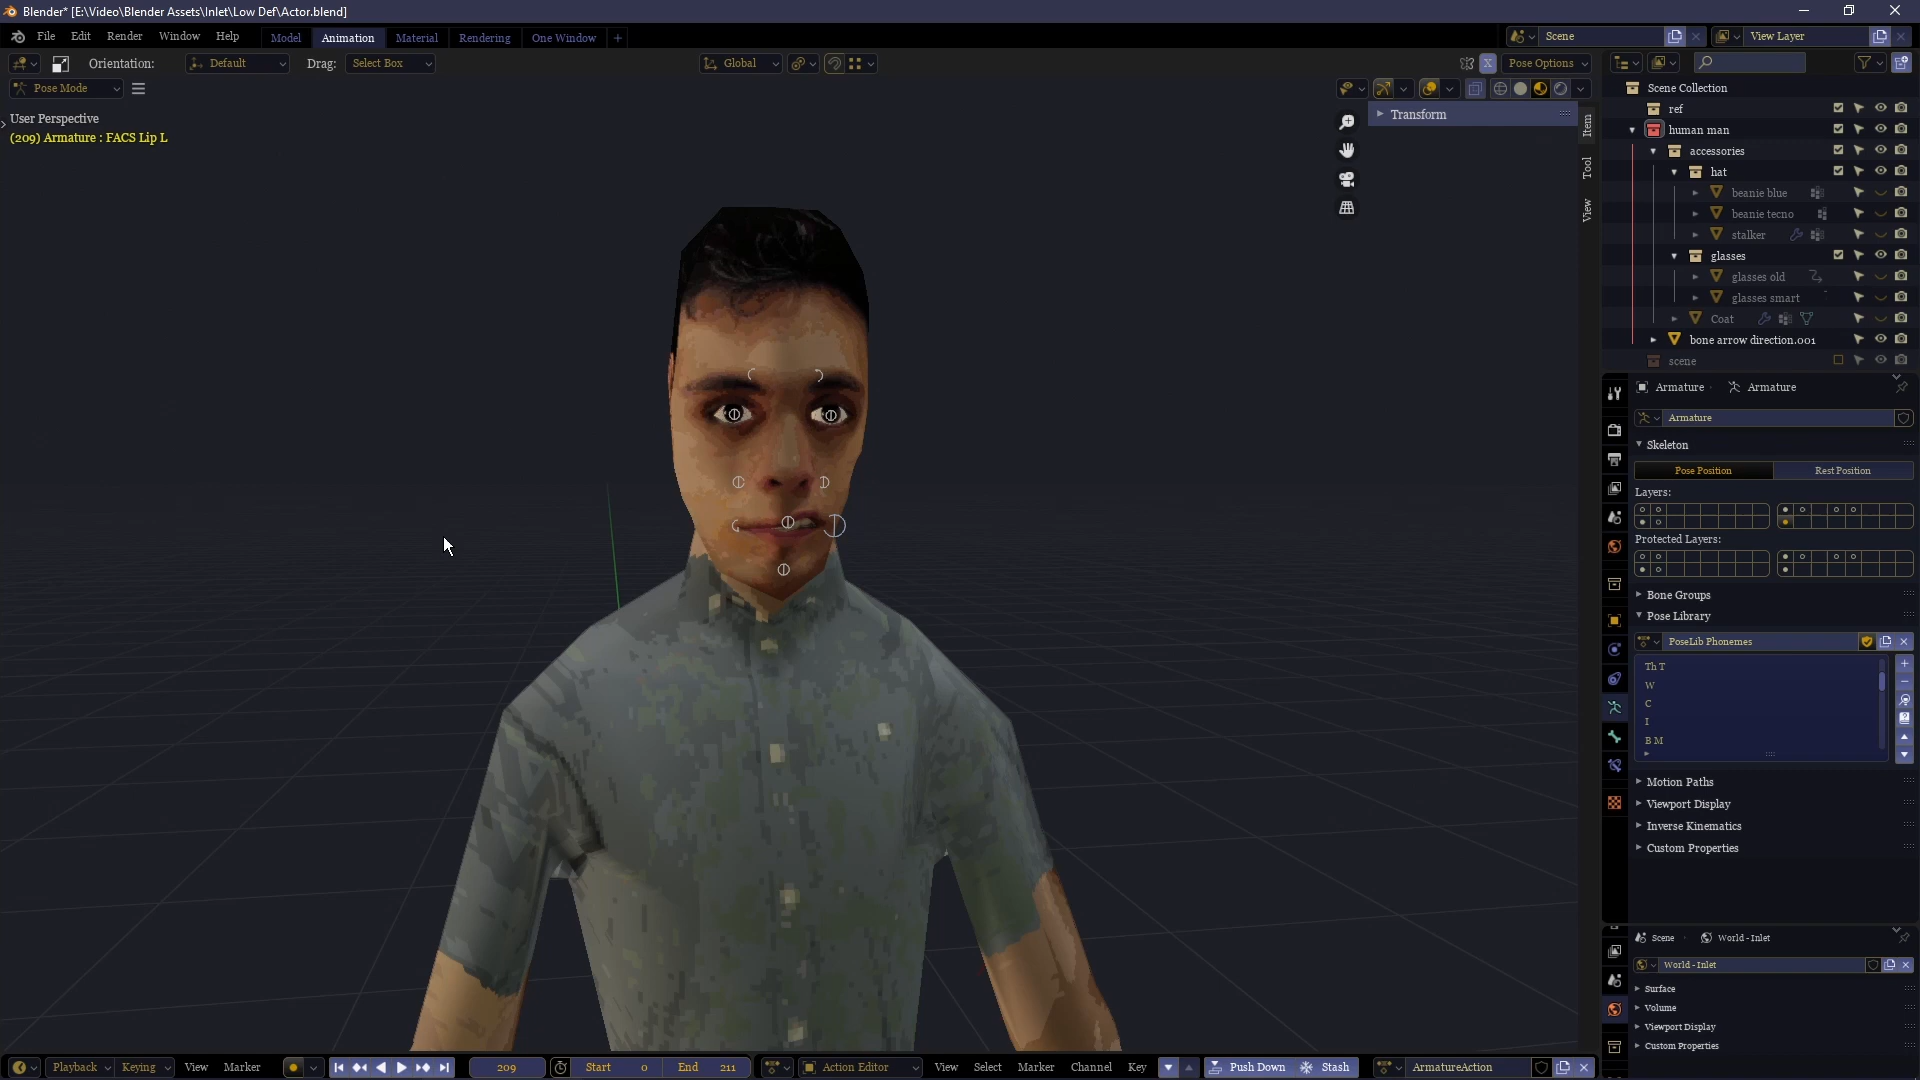 Blender* [E:\Video\Blender Assets\Inlet\Low Def\Actor.blend]
File Edit Render Window Help Model Animation Material Rendering One Window + Scene View Layer
Orientation: Default Drag: Select Box Global X Pose Options
Pose Mode
User Perspective
(209) Armature : FACS Lip L
Transform
Item
Tool
View
Scene Collection
ref
human man
accessories
hat
beanie blue
beanie tecno
stalker
glasses
glasses old
glasses smart
Coat
bone arrow direction.001
scene
Armature Armature
Armature
Skeleton
Pose Position Rest Position
Layers:
Protected Layers:
Bone Groups
Pose Library
PoseLib Phonemes
Th T
W
C
I
B M
Motion Paths
Viewport Display
Inverse Kinematics
Custom Properties
Scene World - Inlet
World - Inlet
Surface
Volume
Viewport Display
Custom Properties
Playback Keying View Marker 209 Start 0 End 211 Action Editor View Select Marker Channel Key Push Down Stash ArmatureAction